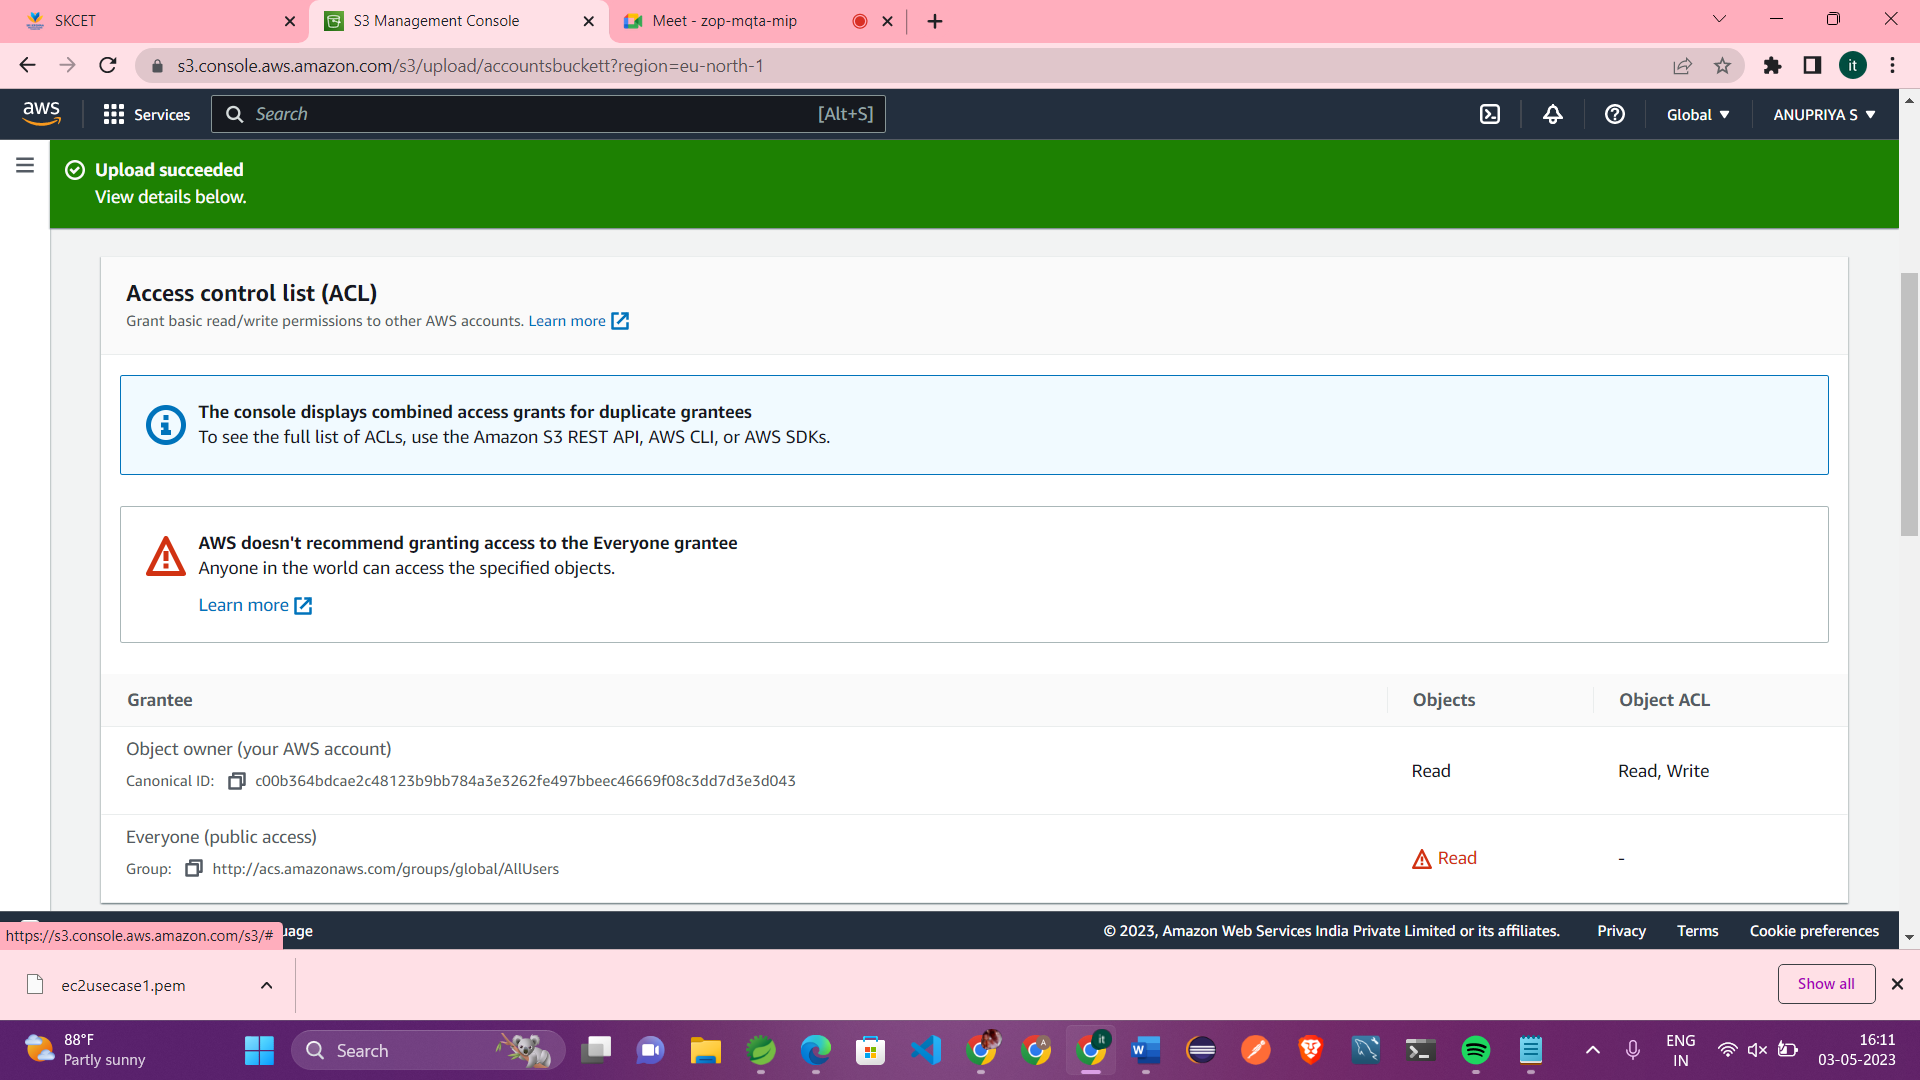 SKCET
S3 Management Console
Meet - zop-mqta-mip
s3.console.aws.amazon.com/s3/upload/accountsbuckett?region=eu-north-1
it
aws
Services
Search
[Alt+S]
Global
ANUPRIYA S
Upload succeeded
View details below.
Access control list (ACL)
Grant basic read/write permissions to other AWS accounts. Learn more
The console displays combined access grants for duplicate grantees
To see the full list of ACLs, use the Amazon S3 REST API, AWS CLI, or AWS SDKs.
AWS doesn't recommend granting access to the Everyone grantee
Anyone in the world can access the specified objects.
Learn more
Grantee Objects Object ACL
Object owner (your AWS account)
Canonical ID: c00b364bdcae2c48123b9bb784a3e3262fe497bbeec46669f08c3dd7d3e3d043
Read
Read, Write
Everyone (public access)
Group: http://acs.amazonaws.com/groups/global/AllUsers
Read
-
https://s3.console.aws.amazon.com/s3/#
© 2023, Amazon Web Services India Private Limited or its affiliates. Privacy Terms Cookie preferences
ec2usecase1.pem
Show all
88°F
Partly sunny
Search
A
it
W
ENG
IN
16:11
03-05-2023